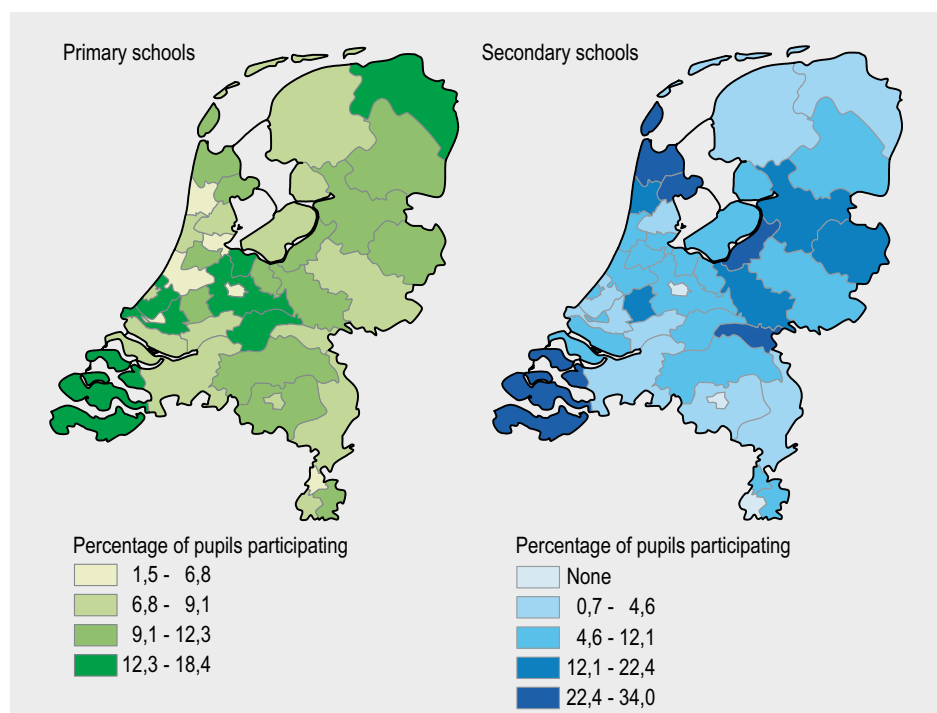 Primary schools
Secondary schools
Percentage of pupils participating
1,5 - 6,8
6,8 - 9,1
9,1 - 12,3
12,3 - 18,4
Percentage of pupils participating
None
0,7 - 4,6
4,6 - 12,1
12,1 - 22,4
22,4 - 34,0